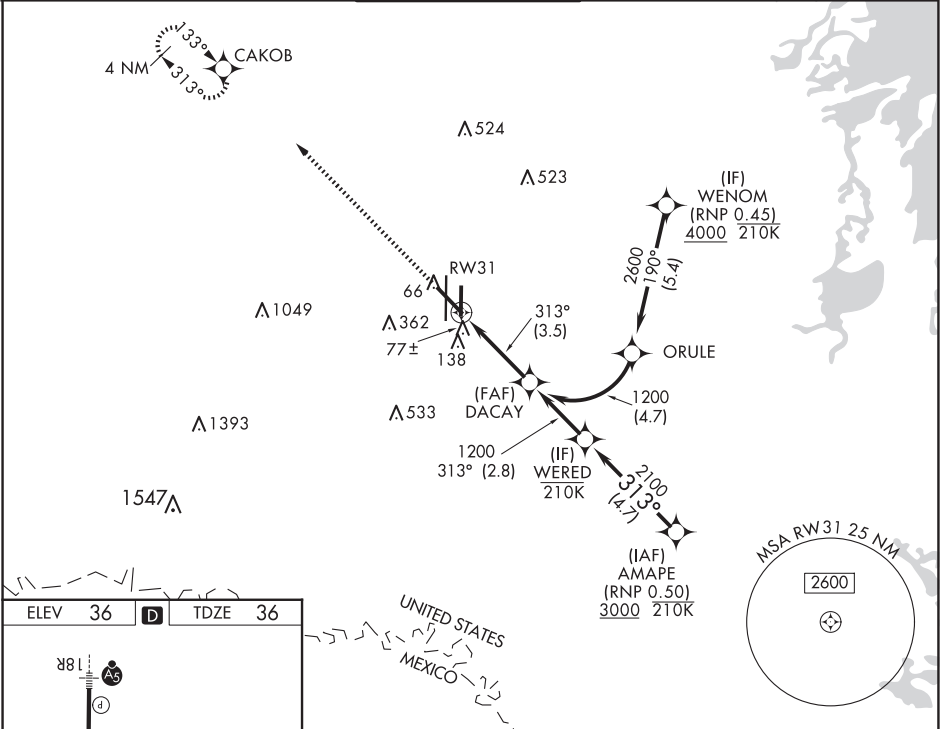 133°
CAKOB
4 NM
313°
524
523
(IF)
WENOM
(RNP 0.45)
4000 210K
2600
190°
(5.4)
RW31
66
1049
362
77±
138
313°
(3.5)
ORULE
(FAF)
DACAY
1200
(4.7)
533
1393
1200
313° (2.8)
(IF)
WERED
210K
2100
313°
(4.7)
1547
(IAF)
AMAPE
(RNP 0.50)
3000 210K
MSA RW31 25 NM
2600
UNITED STATES
MEXICO
ELEV 36 D TDZE 36
18R
A5
P